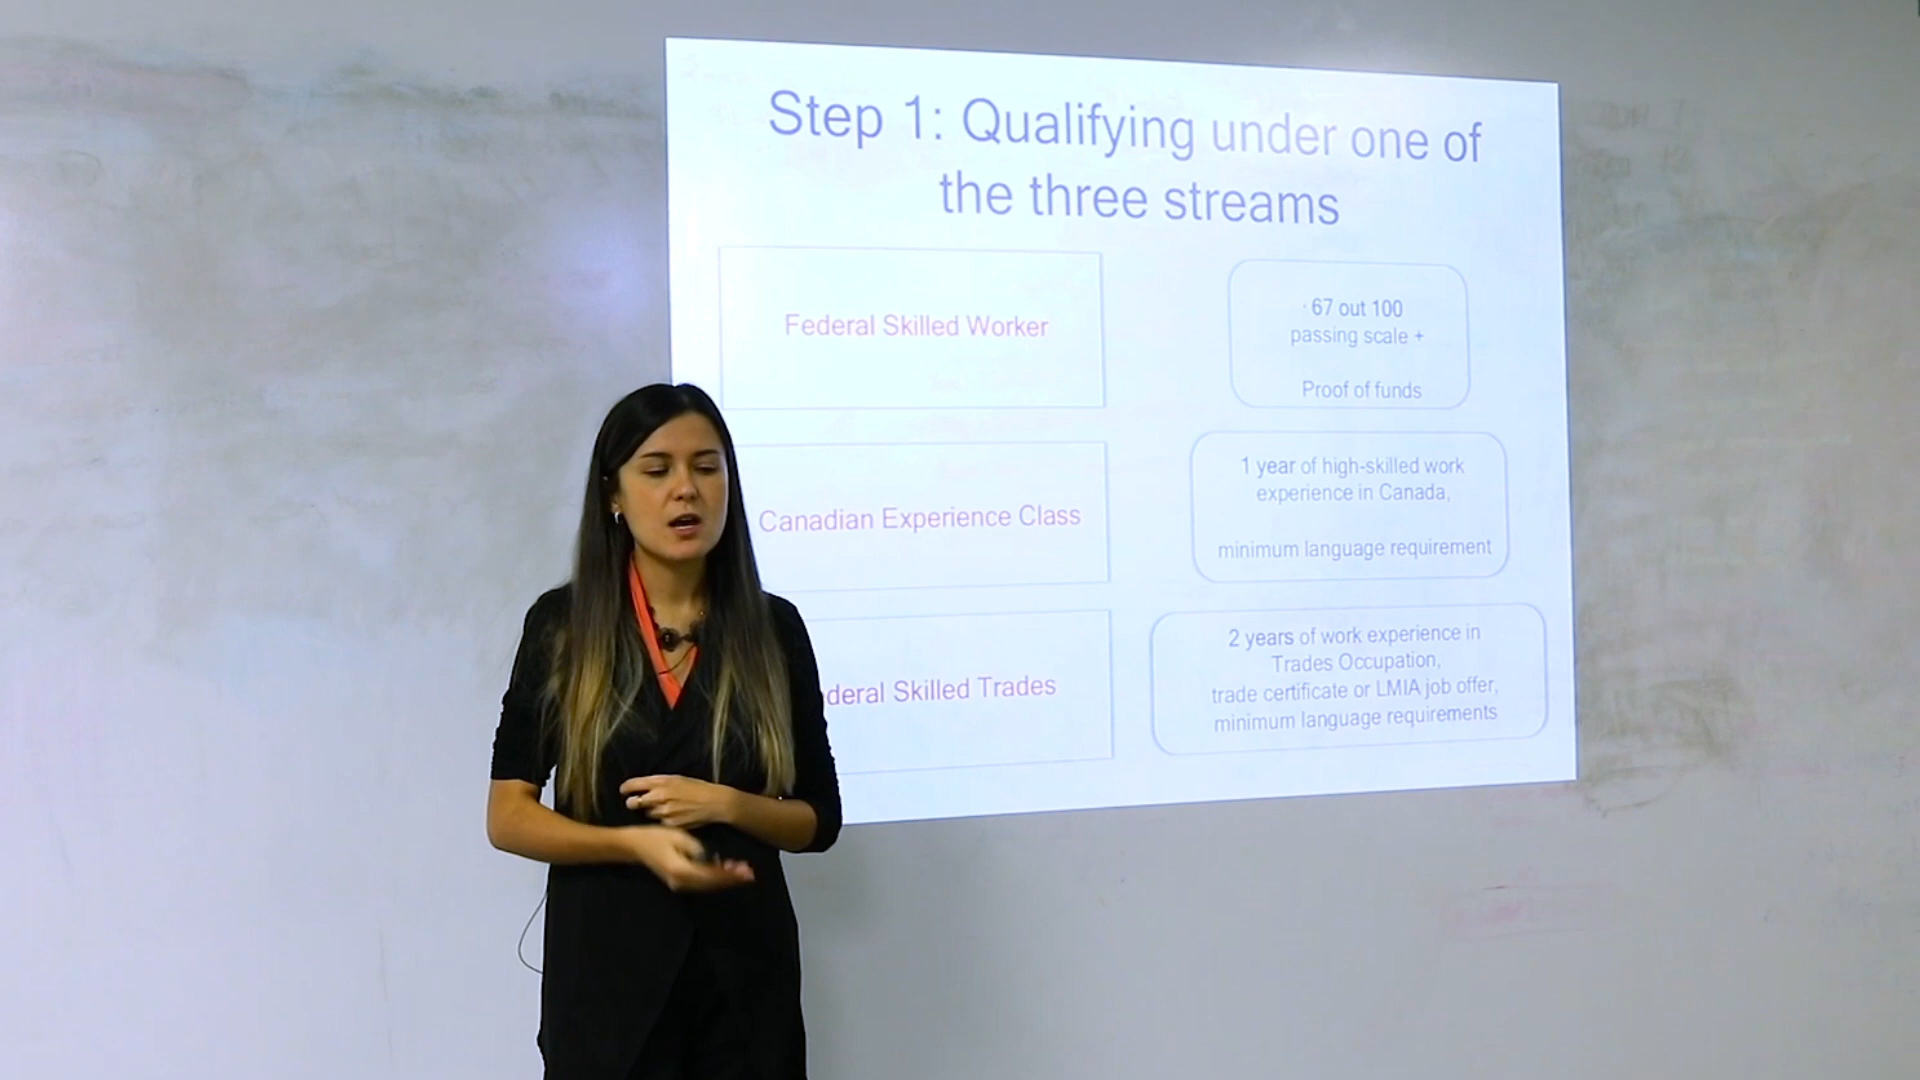 Step 1: Qualifying under one of
the three streams
Federal Skilled Worker
· 67 out 100
passing scale +
Proof of funds
Canadian Experience Class
1 year of high-skilled work
experience in Canada,
minimum language requirement
deral Skilled Trades
2 years of work experience in
Trades Occupation,
trade certificate or LMIA job offer,
minimum language requirements